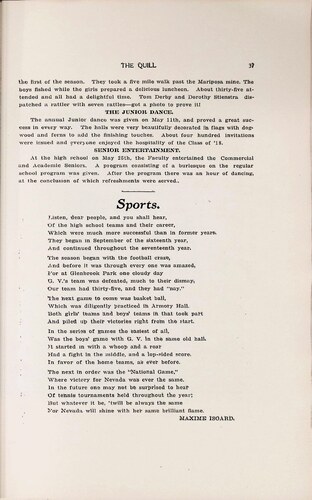 THE QUILL 37
the first of the season. They took a five mile walk past the Mariposa mine. The
boys fished while the girls prepared a delicious luncheon. About thirty-five at-
tended and all had a delightful time. Tom Derby and Dorothy Stienstra dis-
patched a rattler with seven rattles—got a photo to prove it!
THE JUNIOR DANCE.
The annual Junior dance was given on May 11th, and proved a great suc-
cess in every way. The halls were very beautifully decorated in flags with dog-
wood and ferns to add the finishing touches. About four hundred invitations
were issued and everyone enjoyed the hospitality of the Class of '18.
SENIOR ENTERTAINMENT.
At the high school on May 25th, the Faculty entertained the Commercial
and Academic Seniors. A program consisting of a burlesque on the regular
school program was given. After the program there was an hour of dancing,
at the conclusion of which refreshments were served..
Sports.
Listen, dear people, and you shall hear,
Of the high school teams and their career,
Which were much more successful than in former years.
They began in September of the sixteenth year,
And continued throughout the seventeenth year.
The season began with the football crash,
And before it was through every one was amazed,
For at Glenbrook Park one cloudy day
G. V.'s team was defeated, much to their dismay,
Our team had thirty-five, and they had "nay."
The next game to come was basket ball,
Which was diligently practiced in Armory Hall.
Both girls' teams and boys' teams in that took part
And piled up their victories right from the start.
In the series of games the easiest of all,
Was the boys' game with G. V. in the same old hall.
It started in with a whoop and a roar
Had a fight in the middle, and a lop-sided score.
In favor of the home teams, as ever before.
The next in order was the "National Game,"
Where victory for Nevada was ever the same,
In the future one may not be surprised to hear
Of tennis tournaments held throughout the year;
But whatever it be, 'twill be always the same
For Nevada will shine with her same brilliant flame.
MAXIME ISOARD.